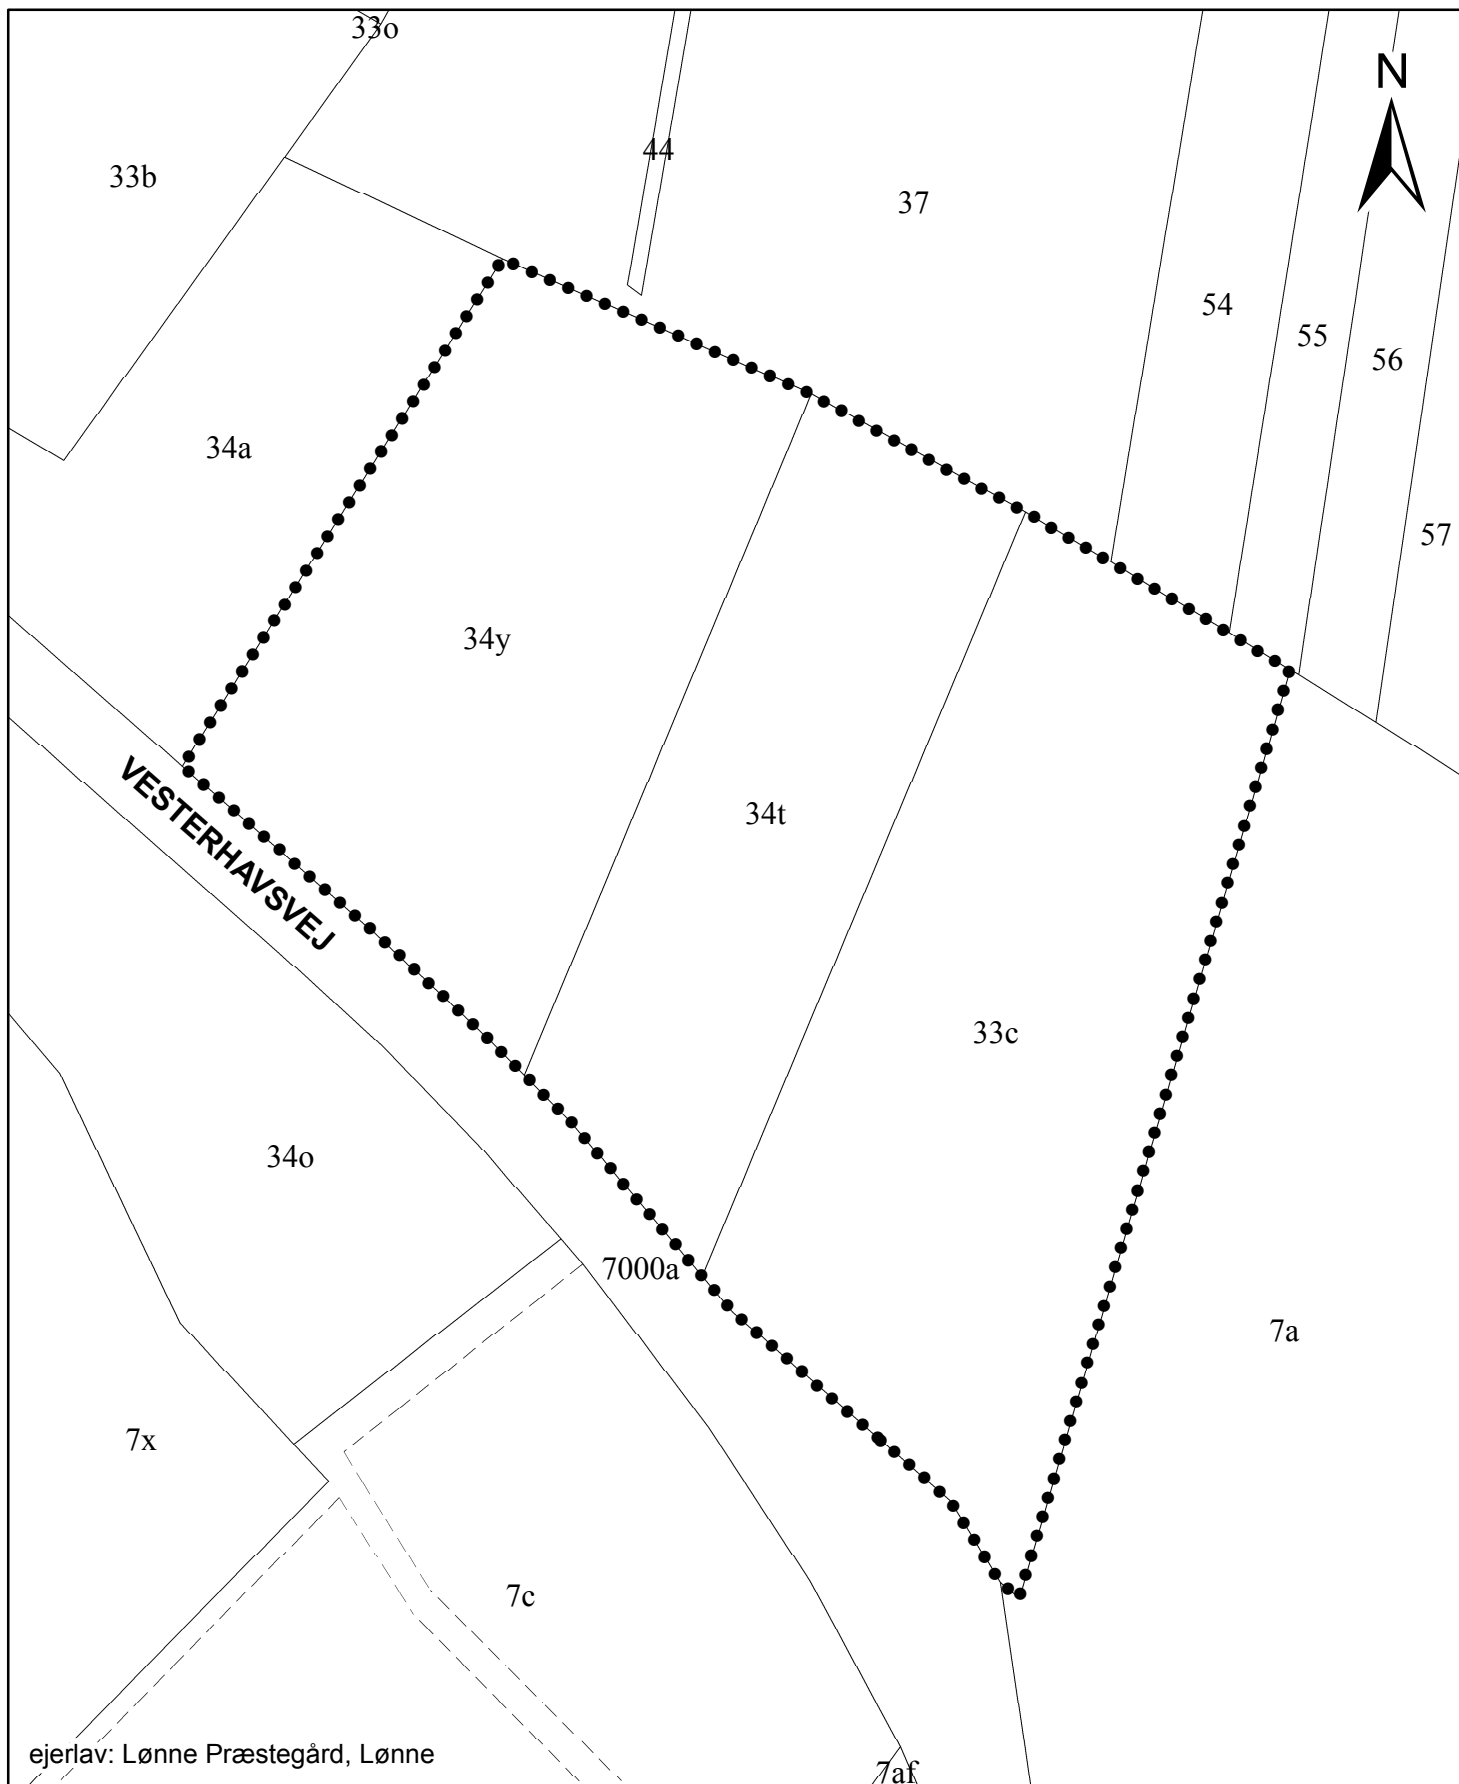 33o
N
44
33b
37
54
55
56
34a
57
34y
VESTERHAVSVEJ
34t
33c
34o
7000a
7a
7x
7c
ejerlav: Lønne Præstegård, Lønne
7af